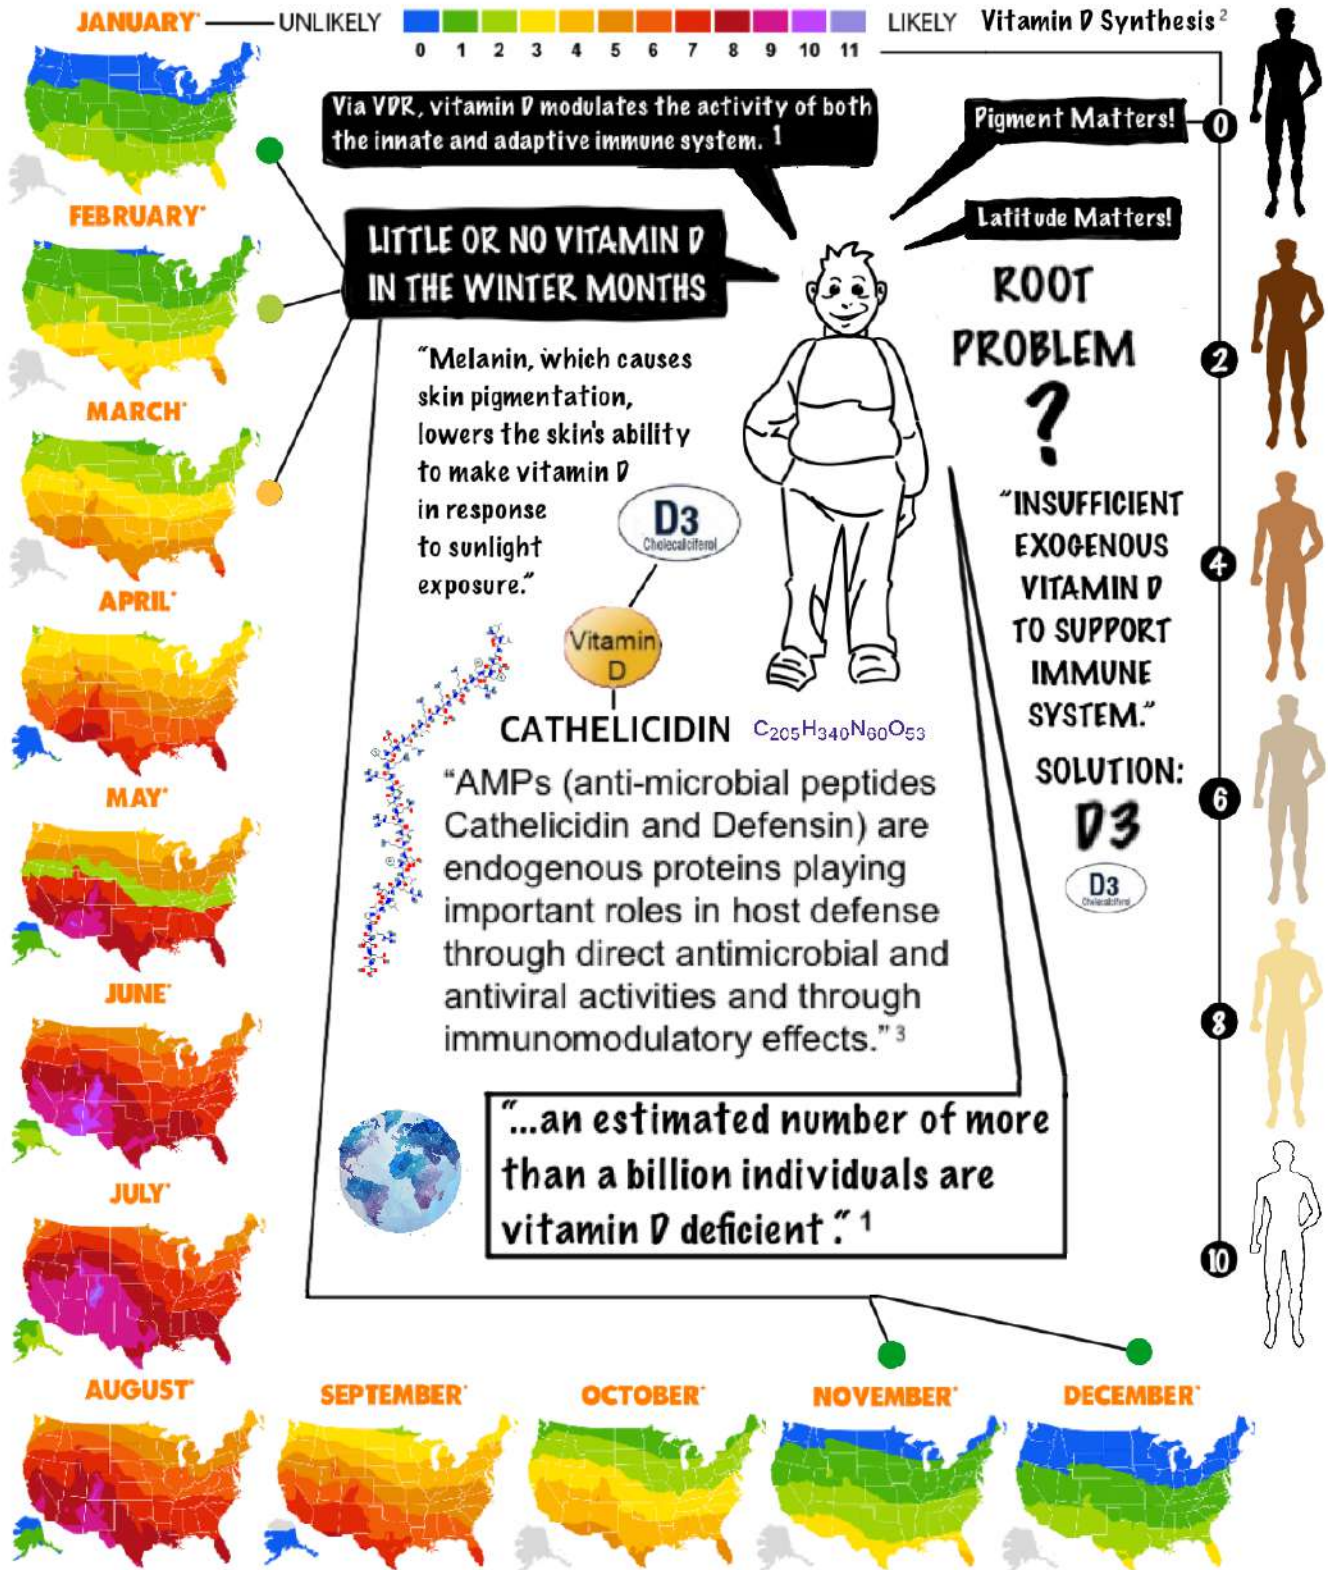 JANUARY*
UNLIKELY
0 1 2 3 4 5 6 7 8 9 10 11
LIKELY
Vitamin D Synthesis 2
Via VDR, vitamin D modulates the activity of both
the innate and adaptive immune system. 1
Pigment Matters!
Latitude Matters!
FEBRUARY*
LITTLE OR NO VITAMIN D
IN THE WINTER MONTHS
MARCH*
"Melanin, which causes
skin pigmentation,
lowers the skin's ability
to make vitamin D
in response
to sunlight
exposure."
D3
Cholecalciferol
Vitamin
D
CATHELICIDIN
C205H340N60O53
"AMPs (anti-microbial peptides
Cathelicidin and Defensin) are
endogenous proteins playing
important roles in host defense
through direct antimicrobial and
antiviral activities and through
immunomodulatory effects." 3
"...an estimated number of more
than a billion individuals are
vitamin D deficient". 1
ROOT
PROBLEM
?
"INSUFFICIENT
EXOGENOUS
VITAMIN D
TO SUPPORT
IMMUNE
SYSTEM."
SOLUTION:
D3
D3
Cholecalciferol
0
2
4
6
8
10
APRIL*
MAY*
JUNE*
JULY*
AUGUST*
SEPTEMBER*
OCTOBER*
NOVEMBER*
DECEMBER*